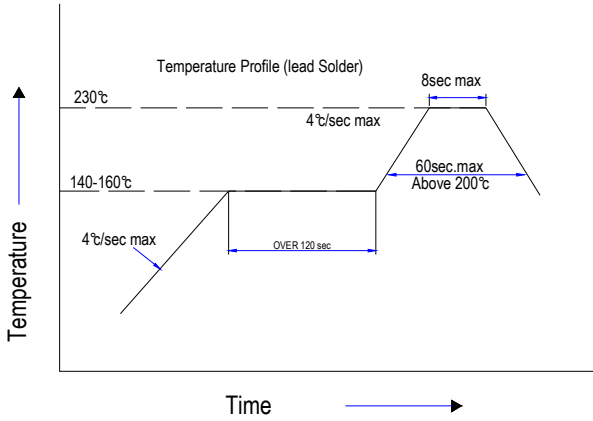 Temperature Profile (lead Solder)
8sec max
230℃
4℃/sec max
60sec.max
Above 200℃
140-160℃
4℃/sec max
OVER 120 sec
Temperature
Time